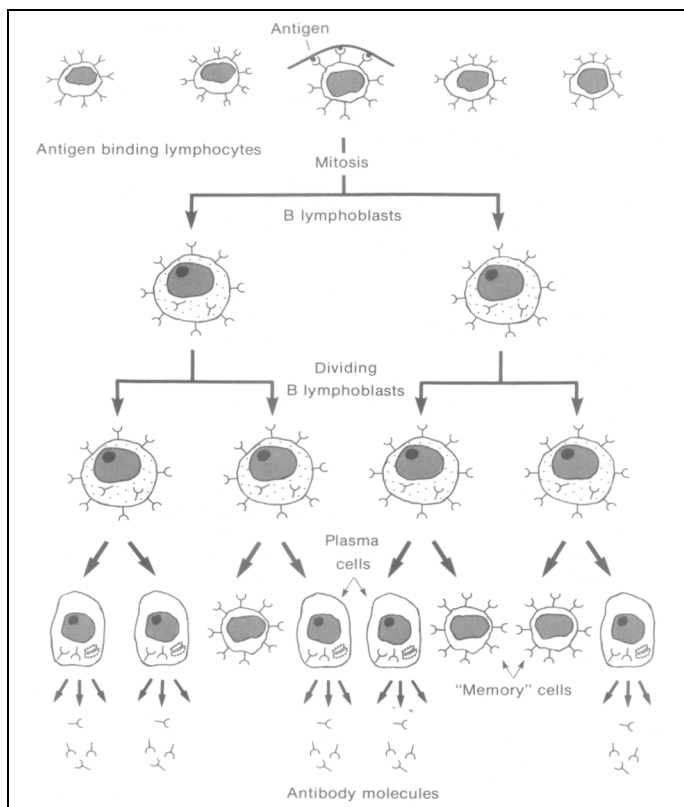 Antigen
Antigen binding lymphocytes
Mitosis
B lymphoblasts
Dividing
B lymphoblasts
Plasma
cells
"Memory" cells
Antibody molecules